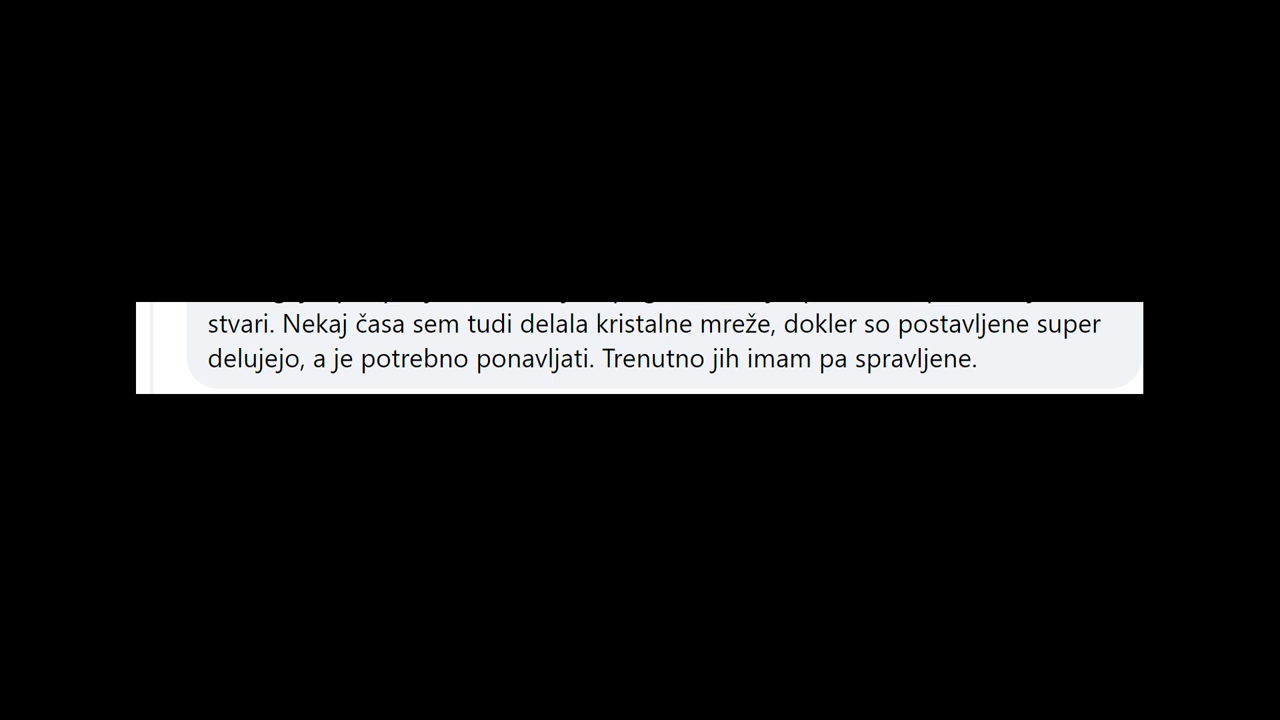 stvari. Nekaj časa sem tudi delala kristalne mreže, dokler so postavljene super
delujejo, a je potrebno ponavljati. Trenutno jih imam pa spravljene.